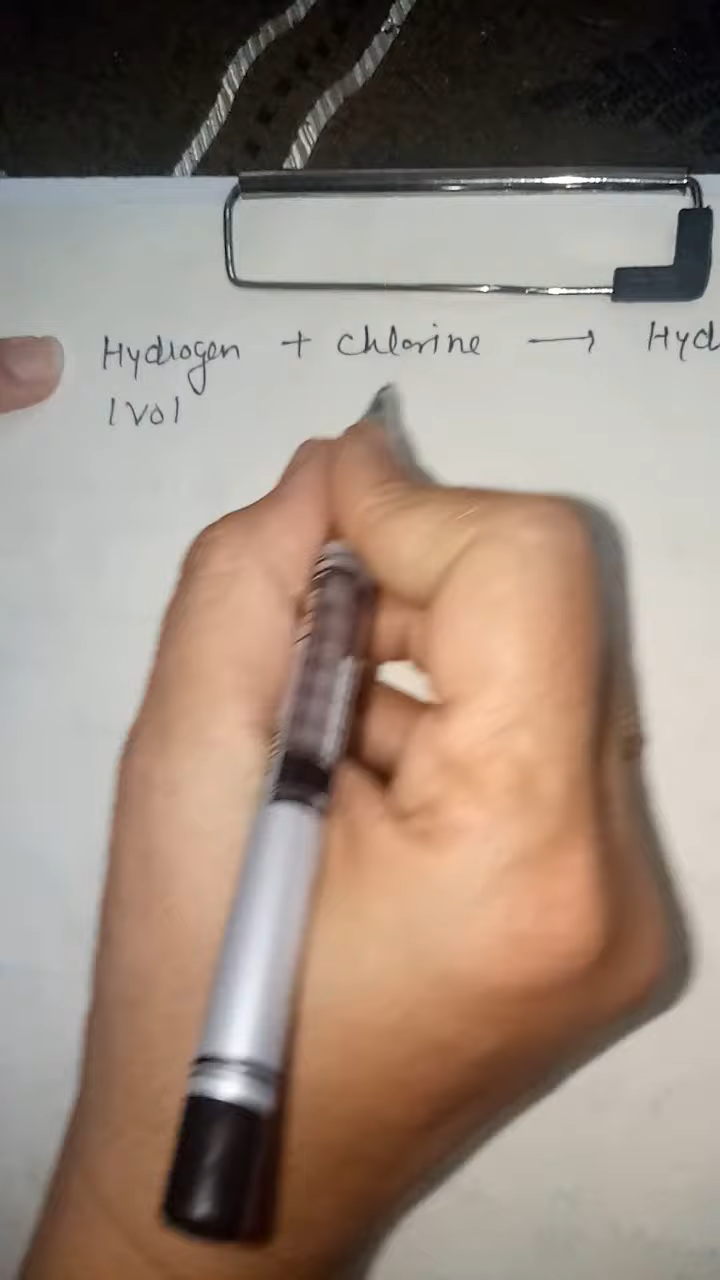 Hydrogen + chlorine → Hyd
1 Vol